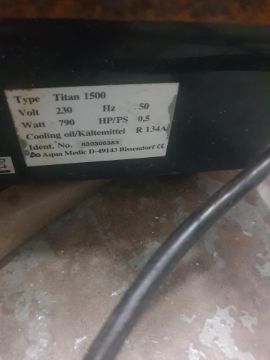 Type Titan 1500
Volt 230 Hz 50
Watt 790 HP/PS 0,5
Cooling oil/Kältemittel R 134A
Ident. No.
Aqua Medic D-49143 Bissendorf CE